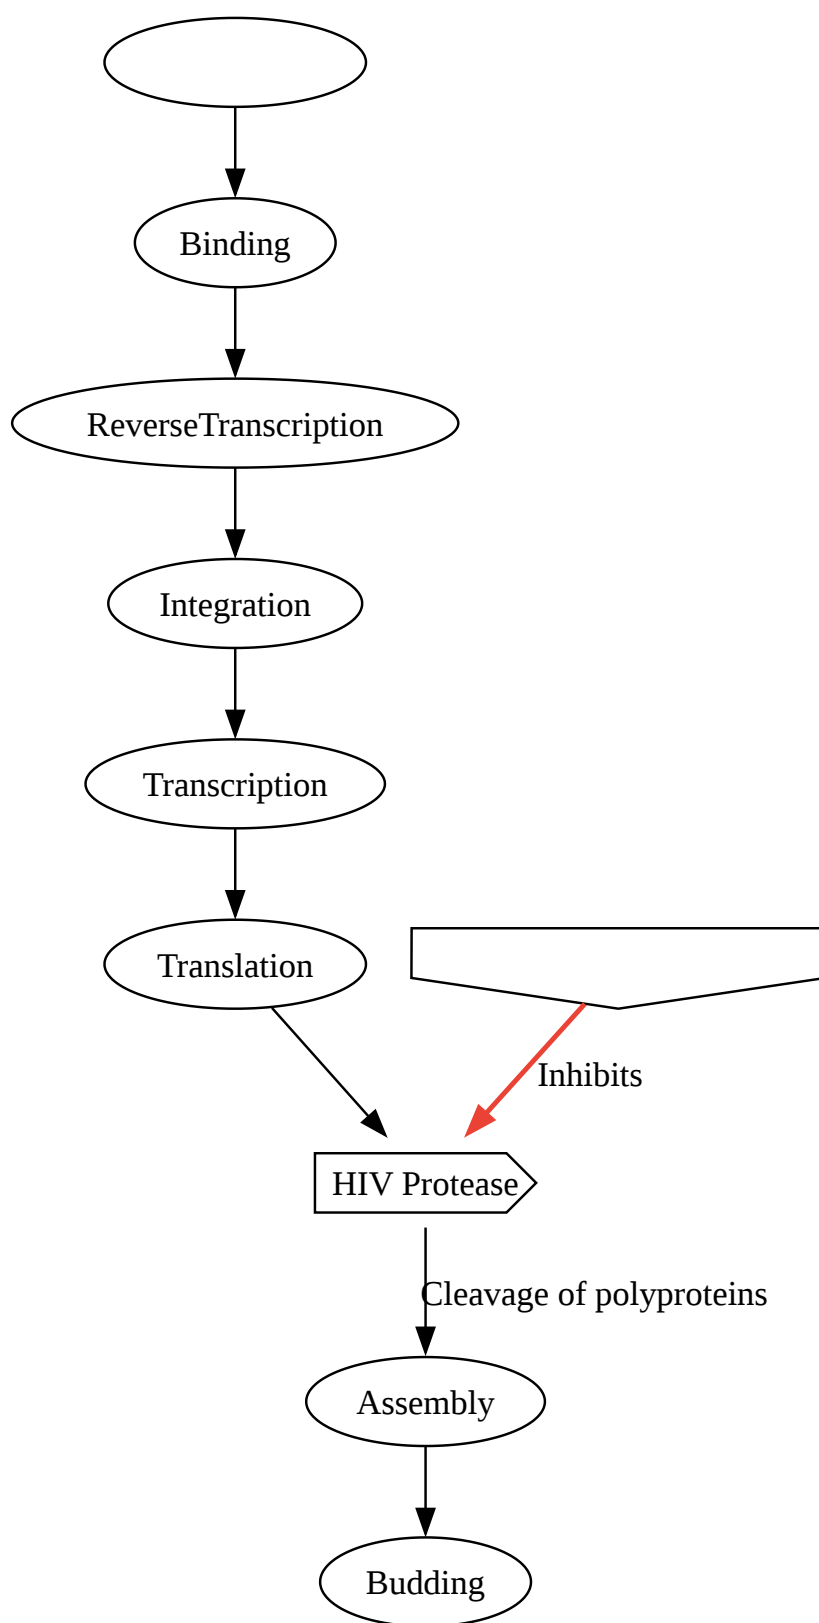 Binding
ReverseTranscription
Integration
Transcription
Translation
Inhibits
HIV Protease
Cleavage of polyproteins
Assembly
Budding